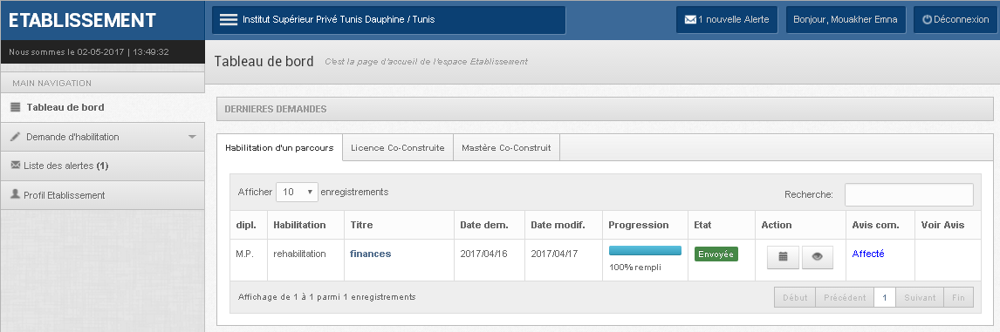 ETABLISSEMENT
Institut Supérieur Privé Tunis Dauphine / Tunis
1 nouvelle Alerte
Bonjour, Mouakher Emna
Déconnexion
Nous sommes le 02-05-2017 | 13:49:32
Tableau de bord
C'est la page d'accueil de l'espace Etablissement
MAIN NAVIGATION
Tableau de bord
Demande d'habilitation
Liste des alertes (1)
Profil Etablissement
DERNIERES DEMANDES
Habilitation d'un parcours
Licence Co-Construite
Mastère Co-Construit
Afficher 10 enregistrements
Recherche:
dipl. Habilitation Titre Date dem. Date modif. Progression Etat Action Avis com. Voir Avis
M.P. rehabilitation finances 2017/04/16 2017/04/17 100% rempli Envoyée Affecté
Affichage de 1 à 1 parmi 1 enregistrements
Début Précédent 1 Suivant Fin